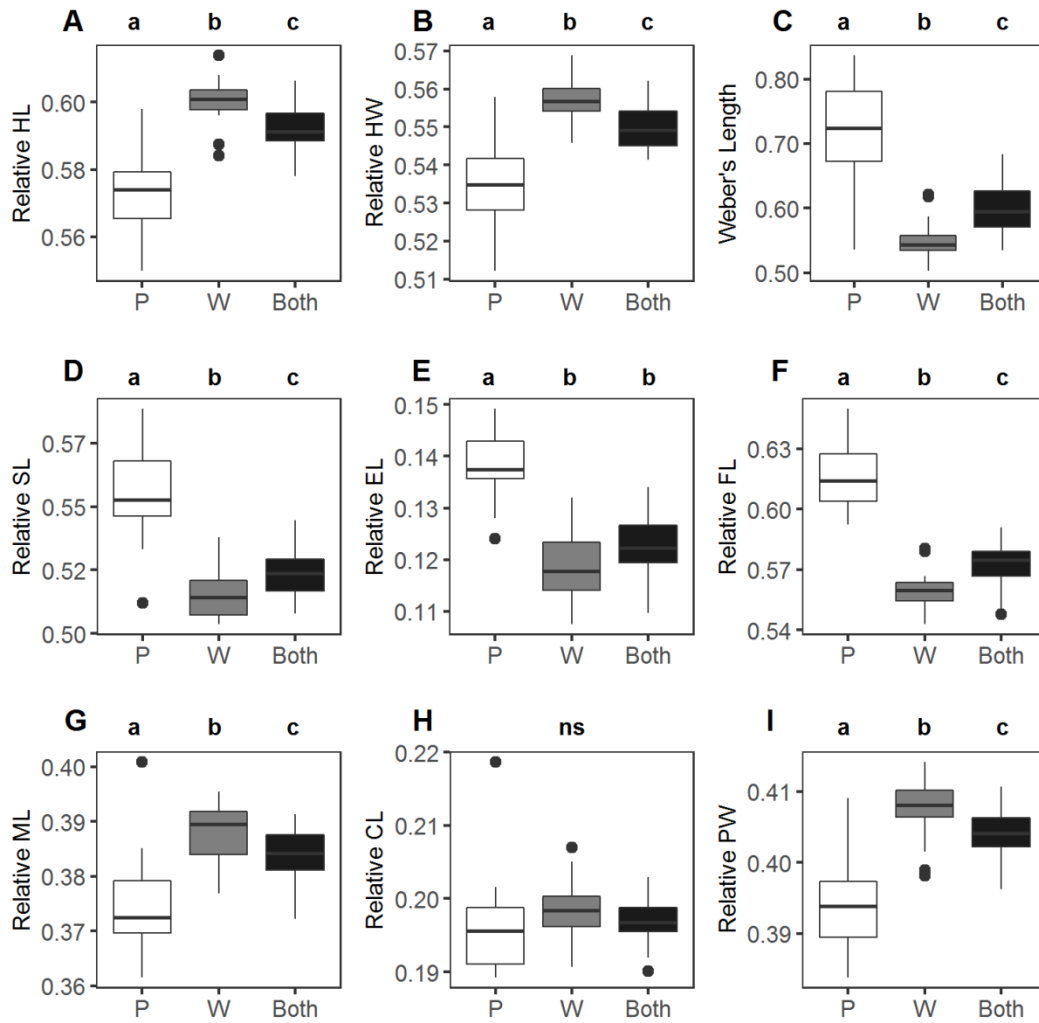 A a b c
Relative HL
0.60
0.58
0.56
P W Both
B a b c
Relative HW
0.57
0.56
0.55
0.54
0.53
0.52
0.51
P W Both
C a b c
Weber's Length
0.80
0.70
0.60
0.50
P W Both
D a b c
Relative SL
0.57
0.55
0.52
0.50
P W Both
E a b b
Relative EL
0.15
0.14
0.13
0.12
0.11
P W Both
F a b c
Relative FL
0.63
0.60
0.57
0.54
P W Both
G a b c
Relative ML
0.40
0.39
0.38
0.37
0.36
P W Both
H ns
Relative CL
0.22
0.21
0.20
0.19
P W Both
I a b c
Relative PW
0.41
0.40
0.39
P W Both